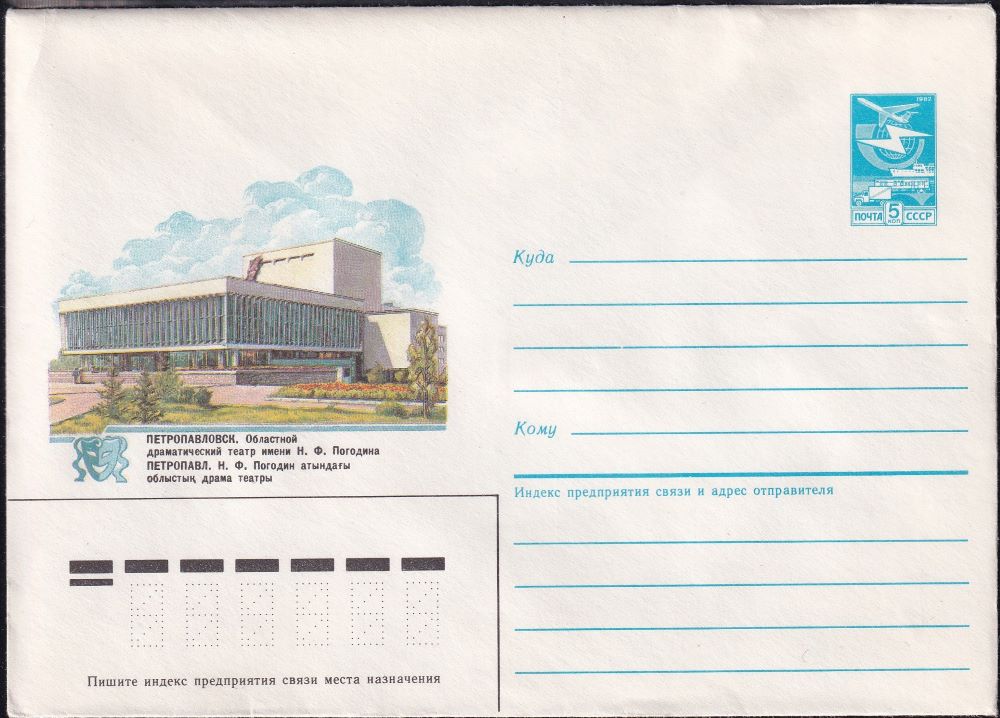 1982
ПОЧТА 5 КОП СССР
Куда
ПЕТРОПАВЛОВСК. Областной
драматический театр имени Н. Ф. Погодина
ПЕТРОПАВЛ. Н. Ф. Погодин атындағы
облыстық драма театры
Кому
Индекс предприятия связи и адрес отправителя
Пишите индекс предприятия связи места назначения